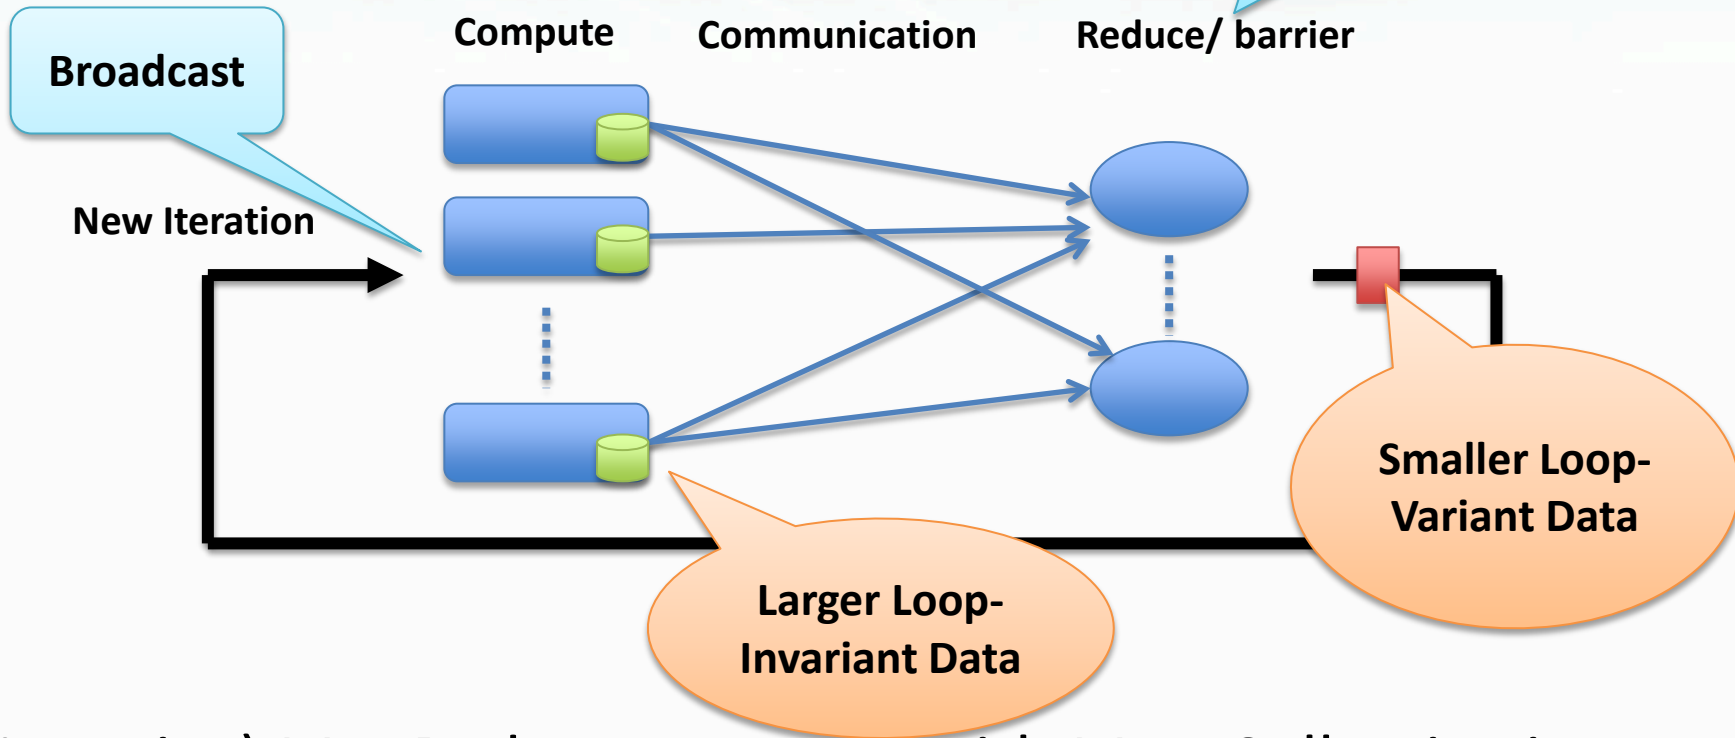 Compute
Communication
Reduce/ barrier
Broadcast
New Iteration
Smaller Loop-
Variant Data
Larger Loop-
Invariant Data